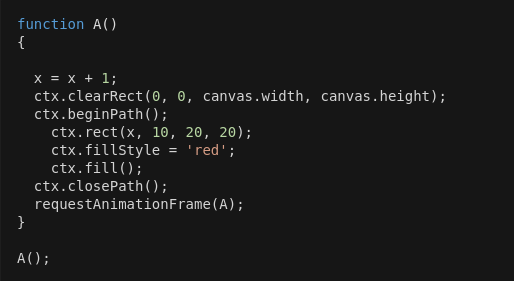 function A()
{
x = x + 1;
ctx.clearRect(0, 0, canvas.width, canvas.height);
ctx.beginPath();
ctx.rect(x, 10, 20, 20);
ctx.fillStyle = 'red';
ctx.fill();
ctx.closePath();
requestAnimationFrame(A);
}
A();